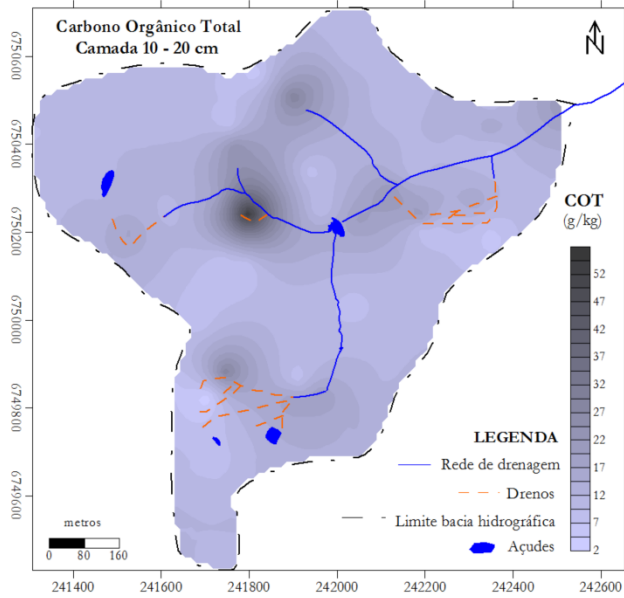 Carbono Orgânico Total
Camada 10 - 20 cm
N
6750600
6750400
6750200
6750000
6749800
6749600
COT
(g/kg)
52
47
42
37
32
27
22
17
12
7
2
LEGENDA
Rede de drenagem
Drenos
Limite bacia hidrográfica
Açudes
metros
0 80 160
241400 241600 241800 242000 242200 242400 242600